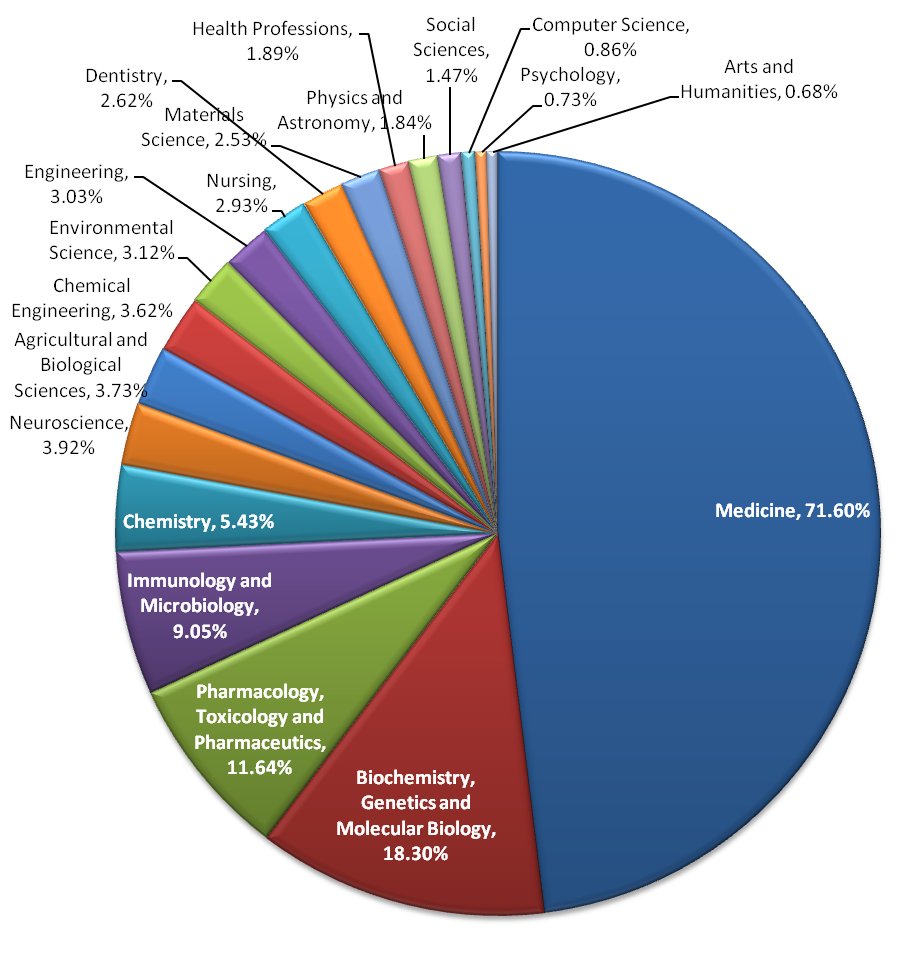 Health Professions,
1.89%
Social
Sciences,
1.47%
Computer Science,
0.86%
Psychology,
0.73%
Arts and
Humanities, 0.68%
Dentistry,
2.62%
Materials
Science, 2.53%
Physics and
Astronomy, 1.84%
Engineering,
3.03%
Nursing,
2.93%
Environmental
Science, 3.12%
Chemical
Engineering, 3.62%
Agricultural and
Biological
Sciences, 3.73%
Neuroscience,
3.92%
Chemistry, 5.43%
Medicine, 71.60%
Immunology and
Microbiology,
9.05%
Pharmacology,
Toxicology and
Pharmaceutics,
11.64%
Biochemistry,
Genetics and
Molecular Biology,
18.30%